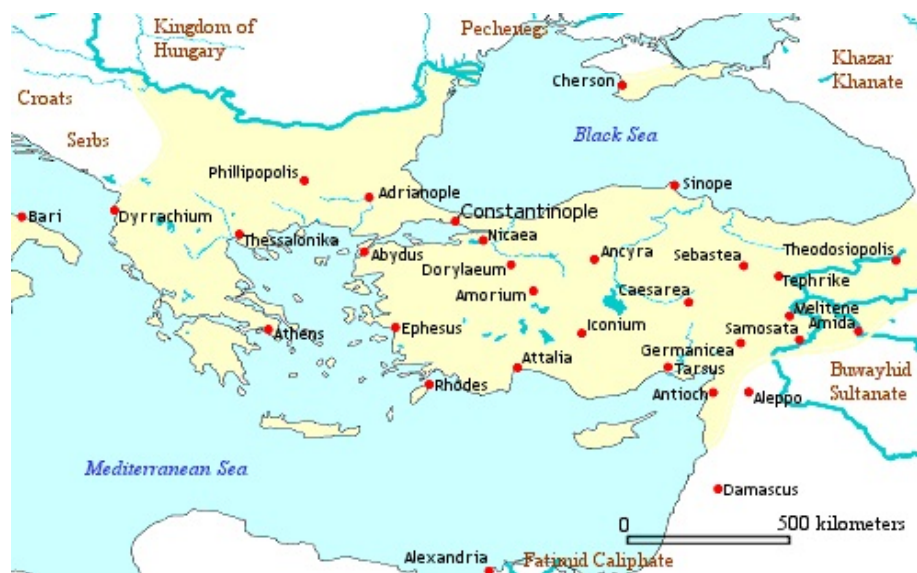 Kingdom of
Hungary
Pechenegs
Khazar
Khanate
Cherson
Croats
Serbs
Black Sea
Phillipopolis
Sinope
Adrianople
Bari
Dyrrachium
Constantinople
Nicaea
Thessalonika
Abydus
Ancyra
Sebastea
Theodosiopolis
Dorylaeum
Tephrike
Amorium
Caesarea
Melitene
Athens
Ephesus
Iconium
Samosata
Amida
Germanicea
Attalia
Tarsus
Buwayhid
Sultanate
Rhodes
Antioch
Aleppo
Mediterranean Sea
Damascus
0
500 kilometers
Alexandria
Fatimid Caliphate